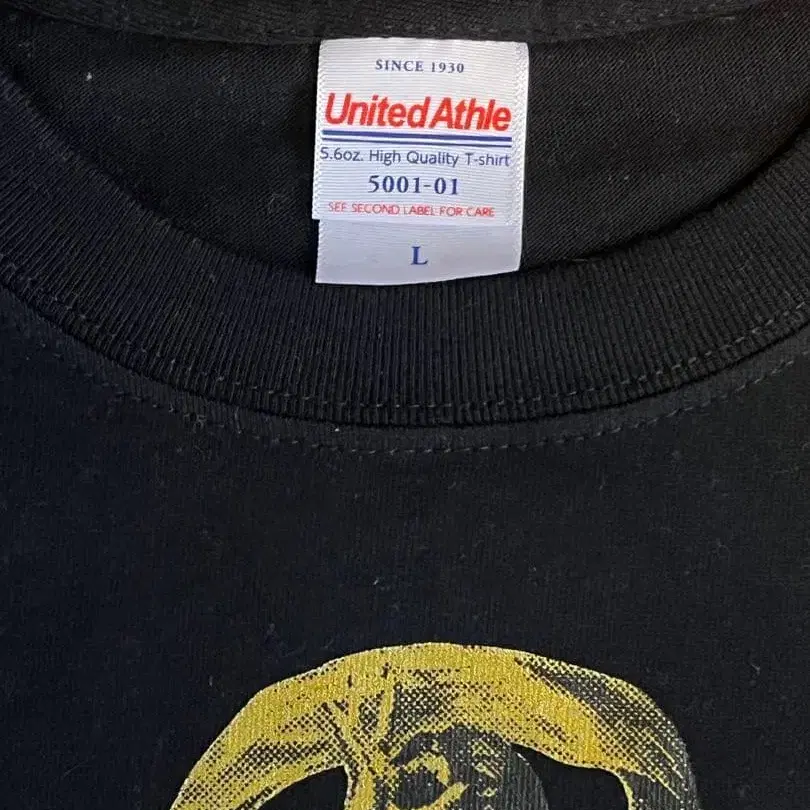 SINCE 1930
United Athle
5.6oz. High Quality T-shirt
5001-01
SEE SECOND LABEL FOR CARE
L